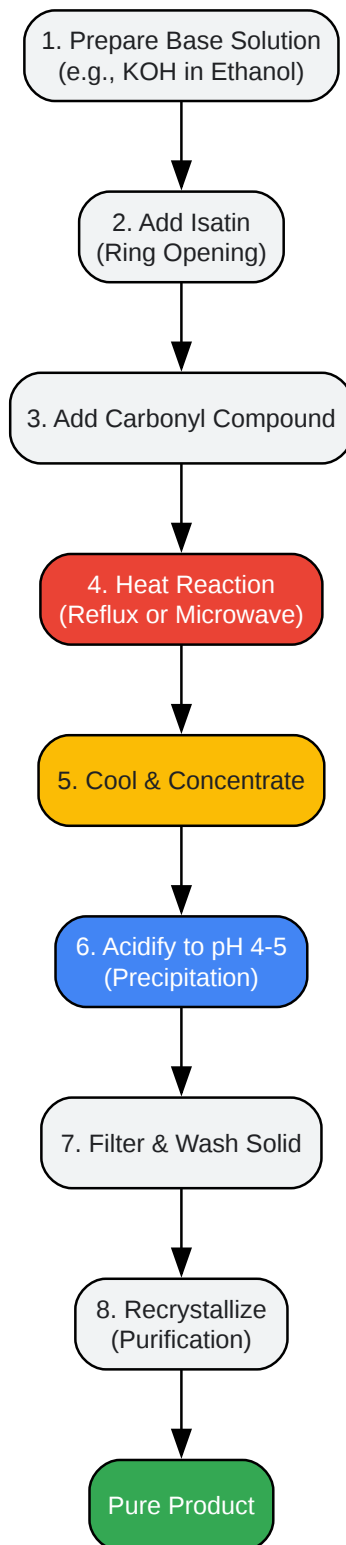 1. Prepare Base Solution
(e.g., KOH in Ethanol)
2. Add Isatin
(Ring Opening)
3. Add Carbonyl Compound
4. Heat Reaction
(Reflux or Microwave)
5. Cool & Concentrate
6. Acidify to pH 4-5
(Precipitation)
7. Filter & Wash Solid
8. Recrystallize
(Purification)
Pure Product